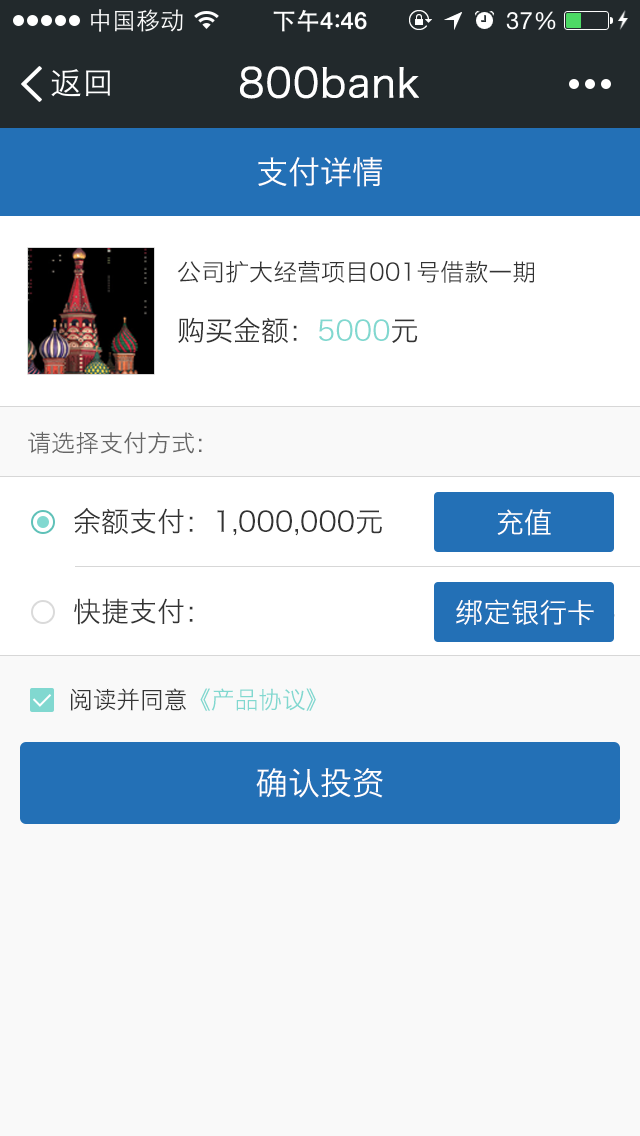 中国移动 下午4:46 37%
返回 800bank
支付详情
公司扩大经营项目001号借款一期
购买金额：5000元
请选择支付方式：
余额支付：1,000,000元 充值
快捷支付： 绑定银行卡
阅读并同意《产品协议》
确认投资